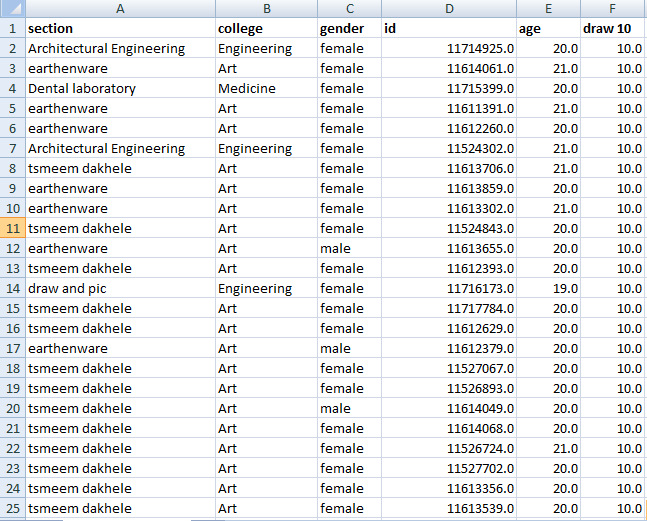 A B C D E F
1 section college gender id age draw 10
2 Architectural Engineering Engineering female 11714925.0 20.0 10.0
3 earthenware Art female 11614061.0 21.0 10.0
4 Dental laboratory Medicine female 11715399.0 20.0 10.0
5 earthenware Art female 11611391.0 21.0 10.0
6 earthenware Art female 11612260.0 20.0 10.0
7 Architectural Engineering Engineering female 11524302.0 21.0 10.0
8 tsmeem dakhele Art female 11613706.0 21.0 10.0
9 earthenware Art female 11613859.0 20.0 10.0
10 earthenware Art female 11613302.0 21.0 10.0
11 tsmeem dakhele Art female 11524843.0 20.0 10.0
12 earthenware Art male 11613655.0 20.0 10.0
13 tsmeem dakhele Art female 11612393.0 20.0 10.0
14 draw and pic Engineering female 11716173.0 19.0 10.0
15 tsmeem dakhele Art female 11717784.0 20.0 10.0
16 tsmeem dakhele Art female 11612629.0 20.0 10.0
17 earthenware Art male 11612379.0 20.0 10.0
18 tsmeem dakhele Art female 11527067.0 20.0 10.0
19 tsmeem dakhele Art female 11526893.0 20.0 10.0
20 tsmeem dakhele Art male 11614049.0 20.0 10.0
21 tsmeem dakhele Art female 11614068.0 20.0 10.0
22 tsmeem dakhele Art female 11526724.0 21.0 10.0
23 tsmeem dakhele Art female 11527702.0 20.0 10.0
24 tsmeem dakhele Art female 11613356.0 20.0 10.0
25 tsmeem dakhele Art female 11613539.0 20.0 10.0